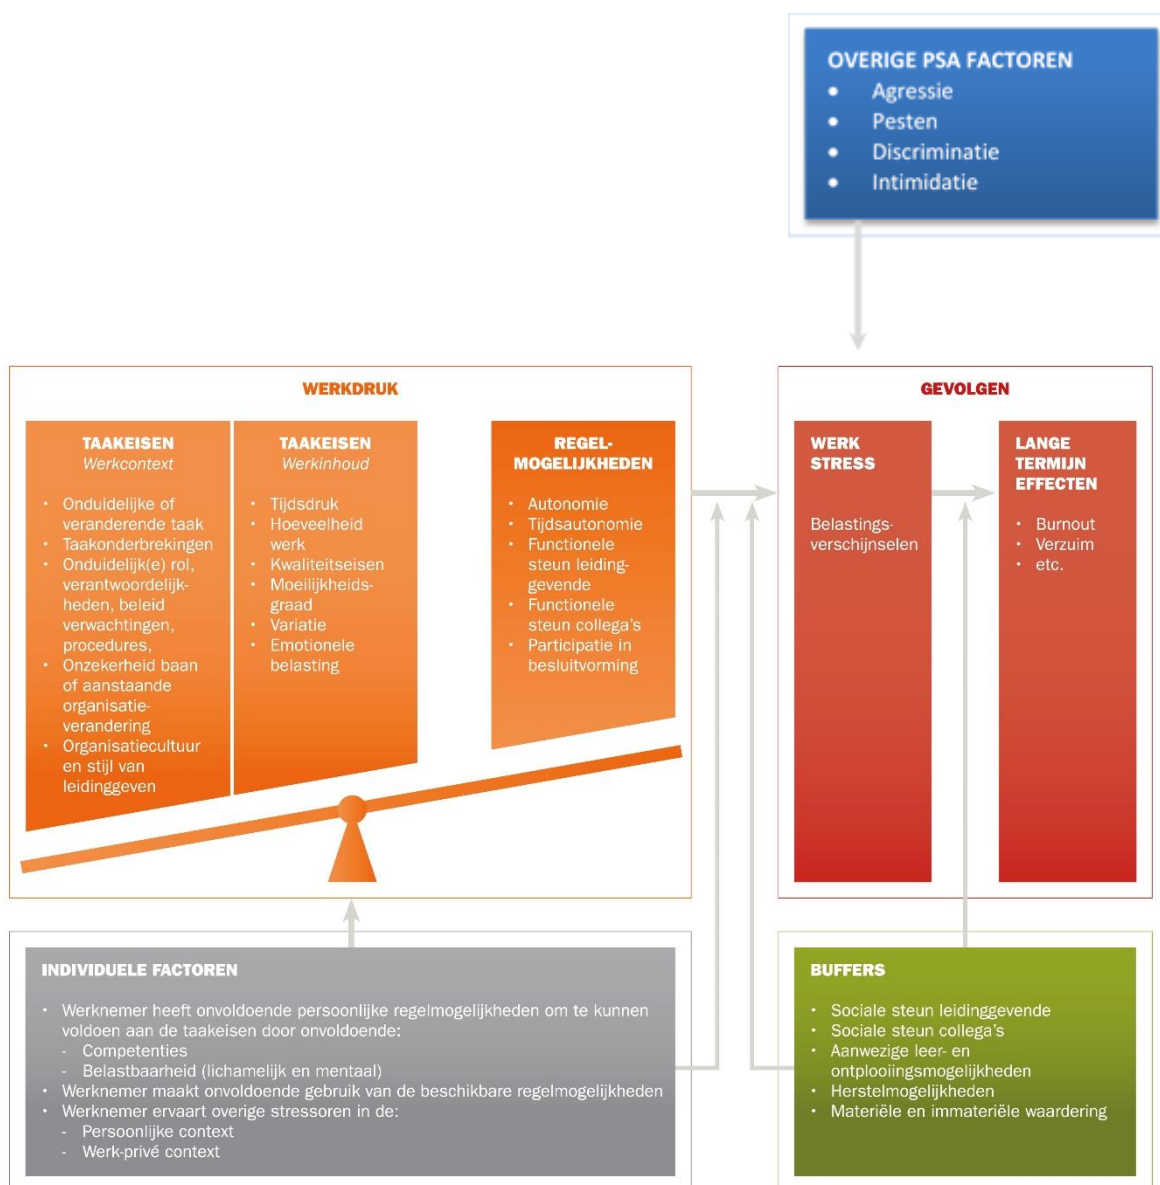 OVERIGE PSA FACTOREN
• Agressie
• Pesten
• Discriminatie
• Intimidatie
WERKDRUK
TAAKEISEN
Werkcontext
• Onduidelijke of
veranderende taak
• Taakonderbrekingen
• Onduidelijk(e) rol,
verantwoordelijk-
heden, beleid
verwachtingen,
procedures,
• Onzekerheid baan
of aanstaande
organisatie-
verandering
• Organisatiecultuur
en stijl van
leidinggeven
TAAKEISEN
Werkinhoud
• Tijdsdruk
• Hoeveelheid
werk
• Kwaliteitseisen
• Moeilijkheids-
graad
• Variatie
• Emotionele
belasting
REGEL-
MOGELIJKHEDEN
• Autonomie
• Tijdsautonomie
• Functionele
steun leiding-
gevende
• Functionele
steun collega's
• Participatie in
besluitvorming
GEVOLGEN
WERK
STRESS
Belastings-
verschijnselen
LANGE
TERMIJN
EFFECTEN
• Burnout
• Verzuim
• etc.
INDIVIDUELE FACTOREN
• Werknemer heeft onvoldoende persoonlijke regelmogelijkheden om te kunnen
voldoen aan de taakeisen door onvoldoende:
- Competenties
- Belastbaarheid (lichamelijk en mentaal)
• Werknemer maakt onvoldoende gebruik van de beschikbare regelmogelijkheden
• Werknemer ervaart overige stressoren in de:
- Persoonlijke context
- Werk-privé context
BUFFERS
• Sociale steun leidinggevende
• Sociale steun collega's
• Aanwezige leer- en
ontplooiingsmogelijkheden
• Herstelmogelijkheden
• Materiële en immateriële waardering